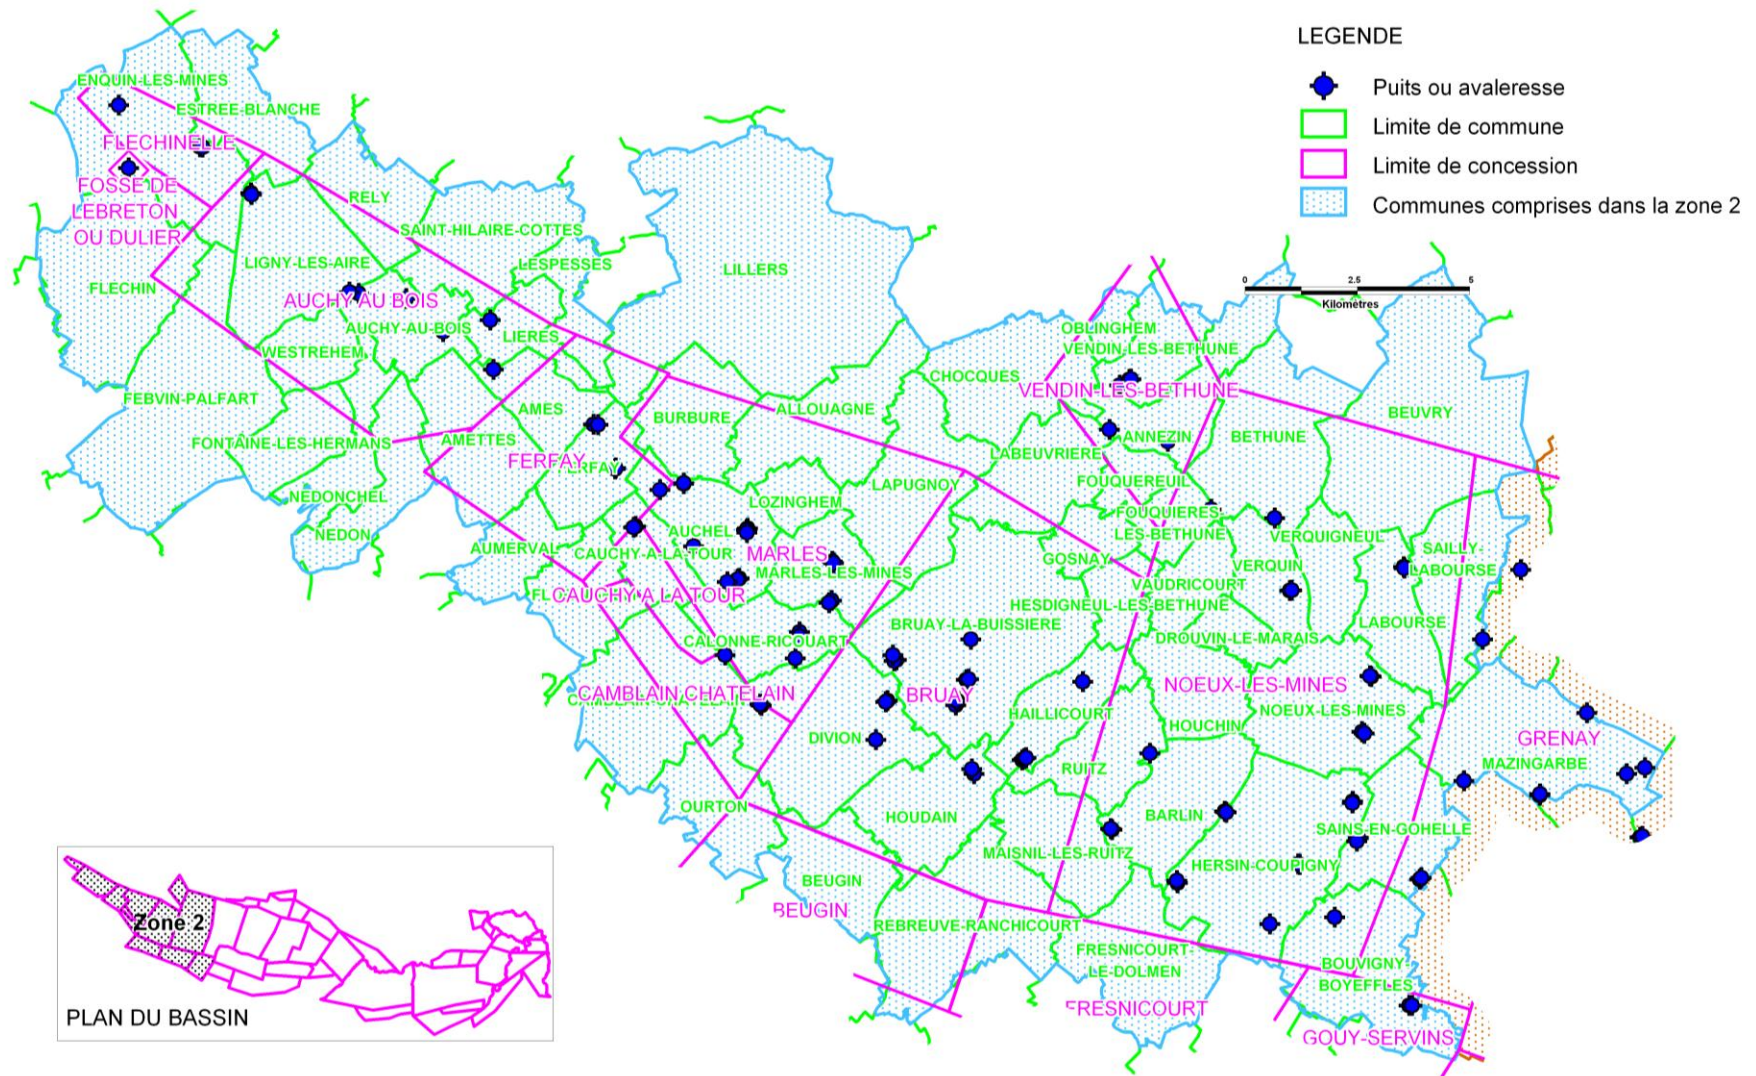 LEGENDE
Puits ou avaleresse
Limite de commune
Limite de concession
Communes comprises dans la zone 2
0 2.5 5
Kilomètres
ENQUIN-LES-MINES
ESTREE-BLANCHE
FLECHINELLE
FOSSE DE
LEBRETON
OU DULIER
RELY
SAINT-HILAIRE-COTTES
LIGNY-LES-AIRE
LESPESSES
LILLERS
FLECHIN
AUCHY AU BOIS
AUCHY-AU-BOIS
LIERES
WESTREHEM
OBLINGHEM
VENDIN-LES-BETHUNE
CHOCQUES
VENDIN-LES-BETHUNE
FEBVIN-PALFART
AMES
BURBURE
ALLOUAGNE
BEUVRY
FONTAINE-LES-HERMANS
AMETTES
ANNEZIN
BETHUNE
LABEUVRIERE
FERFAY
FERFAY
LAPUGNOY
FOUQUEREUIL
NEDONCHEL
LOZINGHEM
FOUQUIERES-
LES-BETHUNE
NEDON
AUCHEL
VERQUIGNEUL
AUMERVAL
CAUCHY-A-LA-TOUR
MARLES
GOSNAY
VERQUIN
SAILLY-
LABOURSE
MARLES-LES-MINES
VAUDRICOURT
FL
CAUCHY A LA TOUR
HESDIGNEUL-LES-BETHUNE
BRUAY-LA-BUISSIERE
LABOURSE
CALONNE-RICOUART
DROUVIN-LE-MARAIS
CAMBLAIN CHATELAIN
CAMBLAIN-CHATELAIN
BRUAY
NOEUX-LES-MINES
HAILLICOURT
NOEUX-LES-MINES
HOUCHIN
DIVION
GRENAY
MAZINGARBE
RUITZ
OURTON
HOUDAIN
BARLIN
SAINS-EN-GOHELLE
MAISNIL-LES-RUITZ
HERSIN-COUPIGNY
BEUGIN
BEUGIN
REBREUVE-RANCHICOURT
FRESNICOURT-
LE-DOLMEN
BOUVIGNY-
BOYEFFLES
FRESNICOURT
GOUY-SERVINS
Zone 2
PLAN DU BASSIN